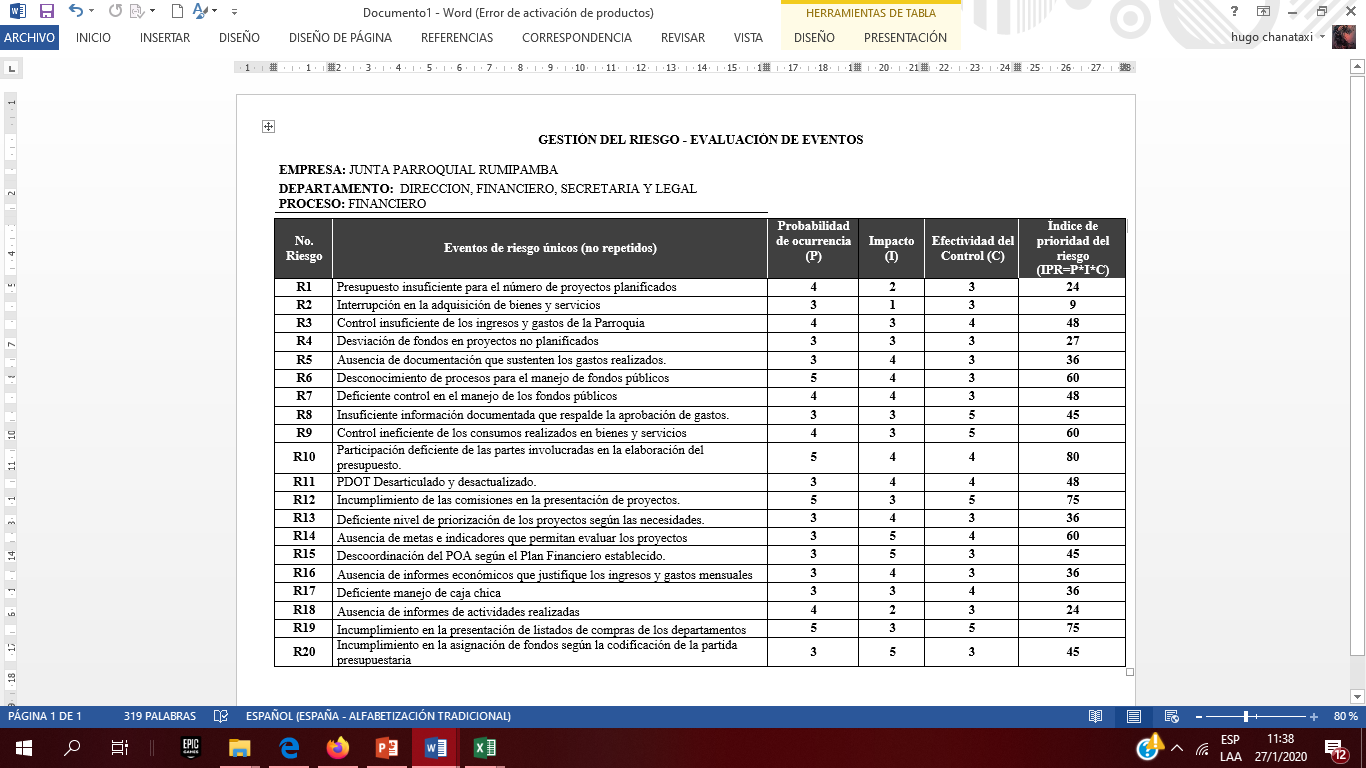 Documento1 - Word (Error de activación de productos)
HERRAMIENTAS DE TABLA
ARCHIVO INICIO INSERTAR DISEÑO DISEÑO DE PÁGINA REFERENCIAS CORRESPONDENCIA REVISAR VISTA DISEÑO PRESENTACIÓN hugo chanataxi
GESTIÓN DEL RIESGO - EVALUACIÓN DE EVENTOS
EMPRESA: JUNTA PARROQUIAL RUMIPAMBA
DEPARTAMENTO: DIRECCION, FINANCIERO, SECRETARIA Y LEGAL
PROCESO: FINANCIERO
No. Riesgo Eventos de riesgo únicos (no repetidos) Probabilidad de ocurrencia (P) Impacto (I) Efectividad del Control (C) Índice de prioridad del riesgo (IPR=P*I*C)
R1 Presupuesto insuficiente para el número de proyectos planificados 4 2 3 24
R2 Interrupción en la adquisición de bienes y servicios 3 1 3 9
R3 Control insuficiente de los ingresos y gastos de la Parroquia 4 3 4 48
R4 Desviación de fondos en proyectos no planificados 3 3 3 27
R5 Ausencia de documentación que sustenten los gastos realizados. 3 4 3 36
R6 Desconocimiento de procesos para el manejo de fondos públicos 5 4 3 60
R7 Deficiente control en el manejo de los fondos públicos 4 4 3 48
R8 Insuficiente información documentada que respalde la aprobación de gastos. 3 3 5 45
R9 Control ineficiente de los consumos realizados en bienes y servicios 4 3 5 60
R10 Participación deficiente de las partes involucradas en la elaboración del presupuesto. 5 4 4 80
R11 PDOT Desarticulado y desactualizado. 3 4 4 48
R12 Incumplimiento de las comisiones en la presentación de proyectos. 5 3 5 75
R13 Deficiente nivel de priorización de los proyectos según las necesidades. 3 4 3 36
R14 Ausencia de metas e indicadores que permitan evaluar los proyectos 3 5 4 60
R15 Descoordinación del POA según el Plan Financiero establecido. 3 5 3 45
R16 Ausencia de informes económicos que justifique los ingresos y gastos mensuales 3 4 3 36
R17 Deficiente manejo de caja chica 3 3 4 36
R18 Ausencia de informes de actividades realizadas 4 2 3 24
R19 Incumplimiento en la presentación de listados de compras de los departamentos 5 3 5 75
R20 Incumplimiento en la asignación de fondos según la codificación de la partida presupuestaria 3 5 3 45
PÁGINA 1 DE 1 319 PALABRAS ESPAÑOL (ESPAÑA - ALFABETIZACIÓN TRADICIONAL) 80 %
EPIC GAMES
ESP 11:38
LAA 27/1/2020 12